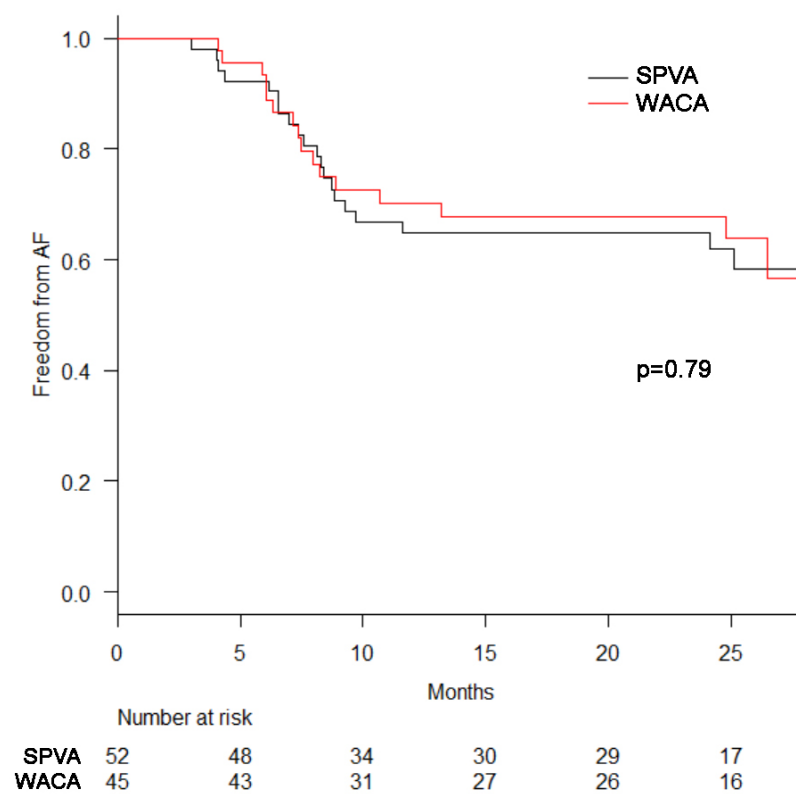 1.0
0.8
0.6
0.4
0.2
0.0
Freedom from AF
SPVA
WACA
p=0.79
0 5 10 15 20 25
Months
Number at risk
SPVA 52 48 34 30 29 17
WACA 45 43 31 27 26 16